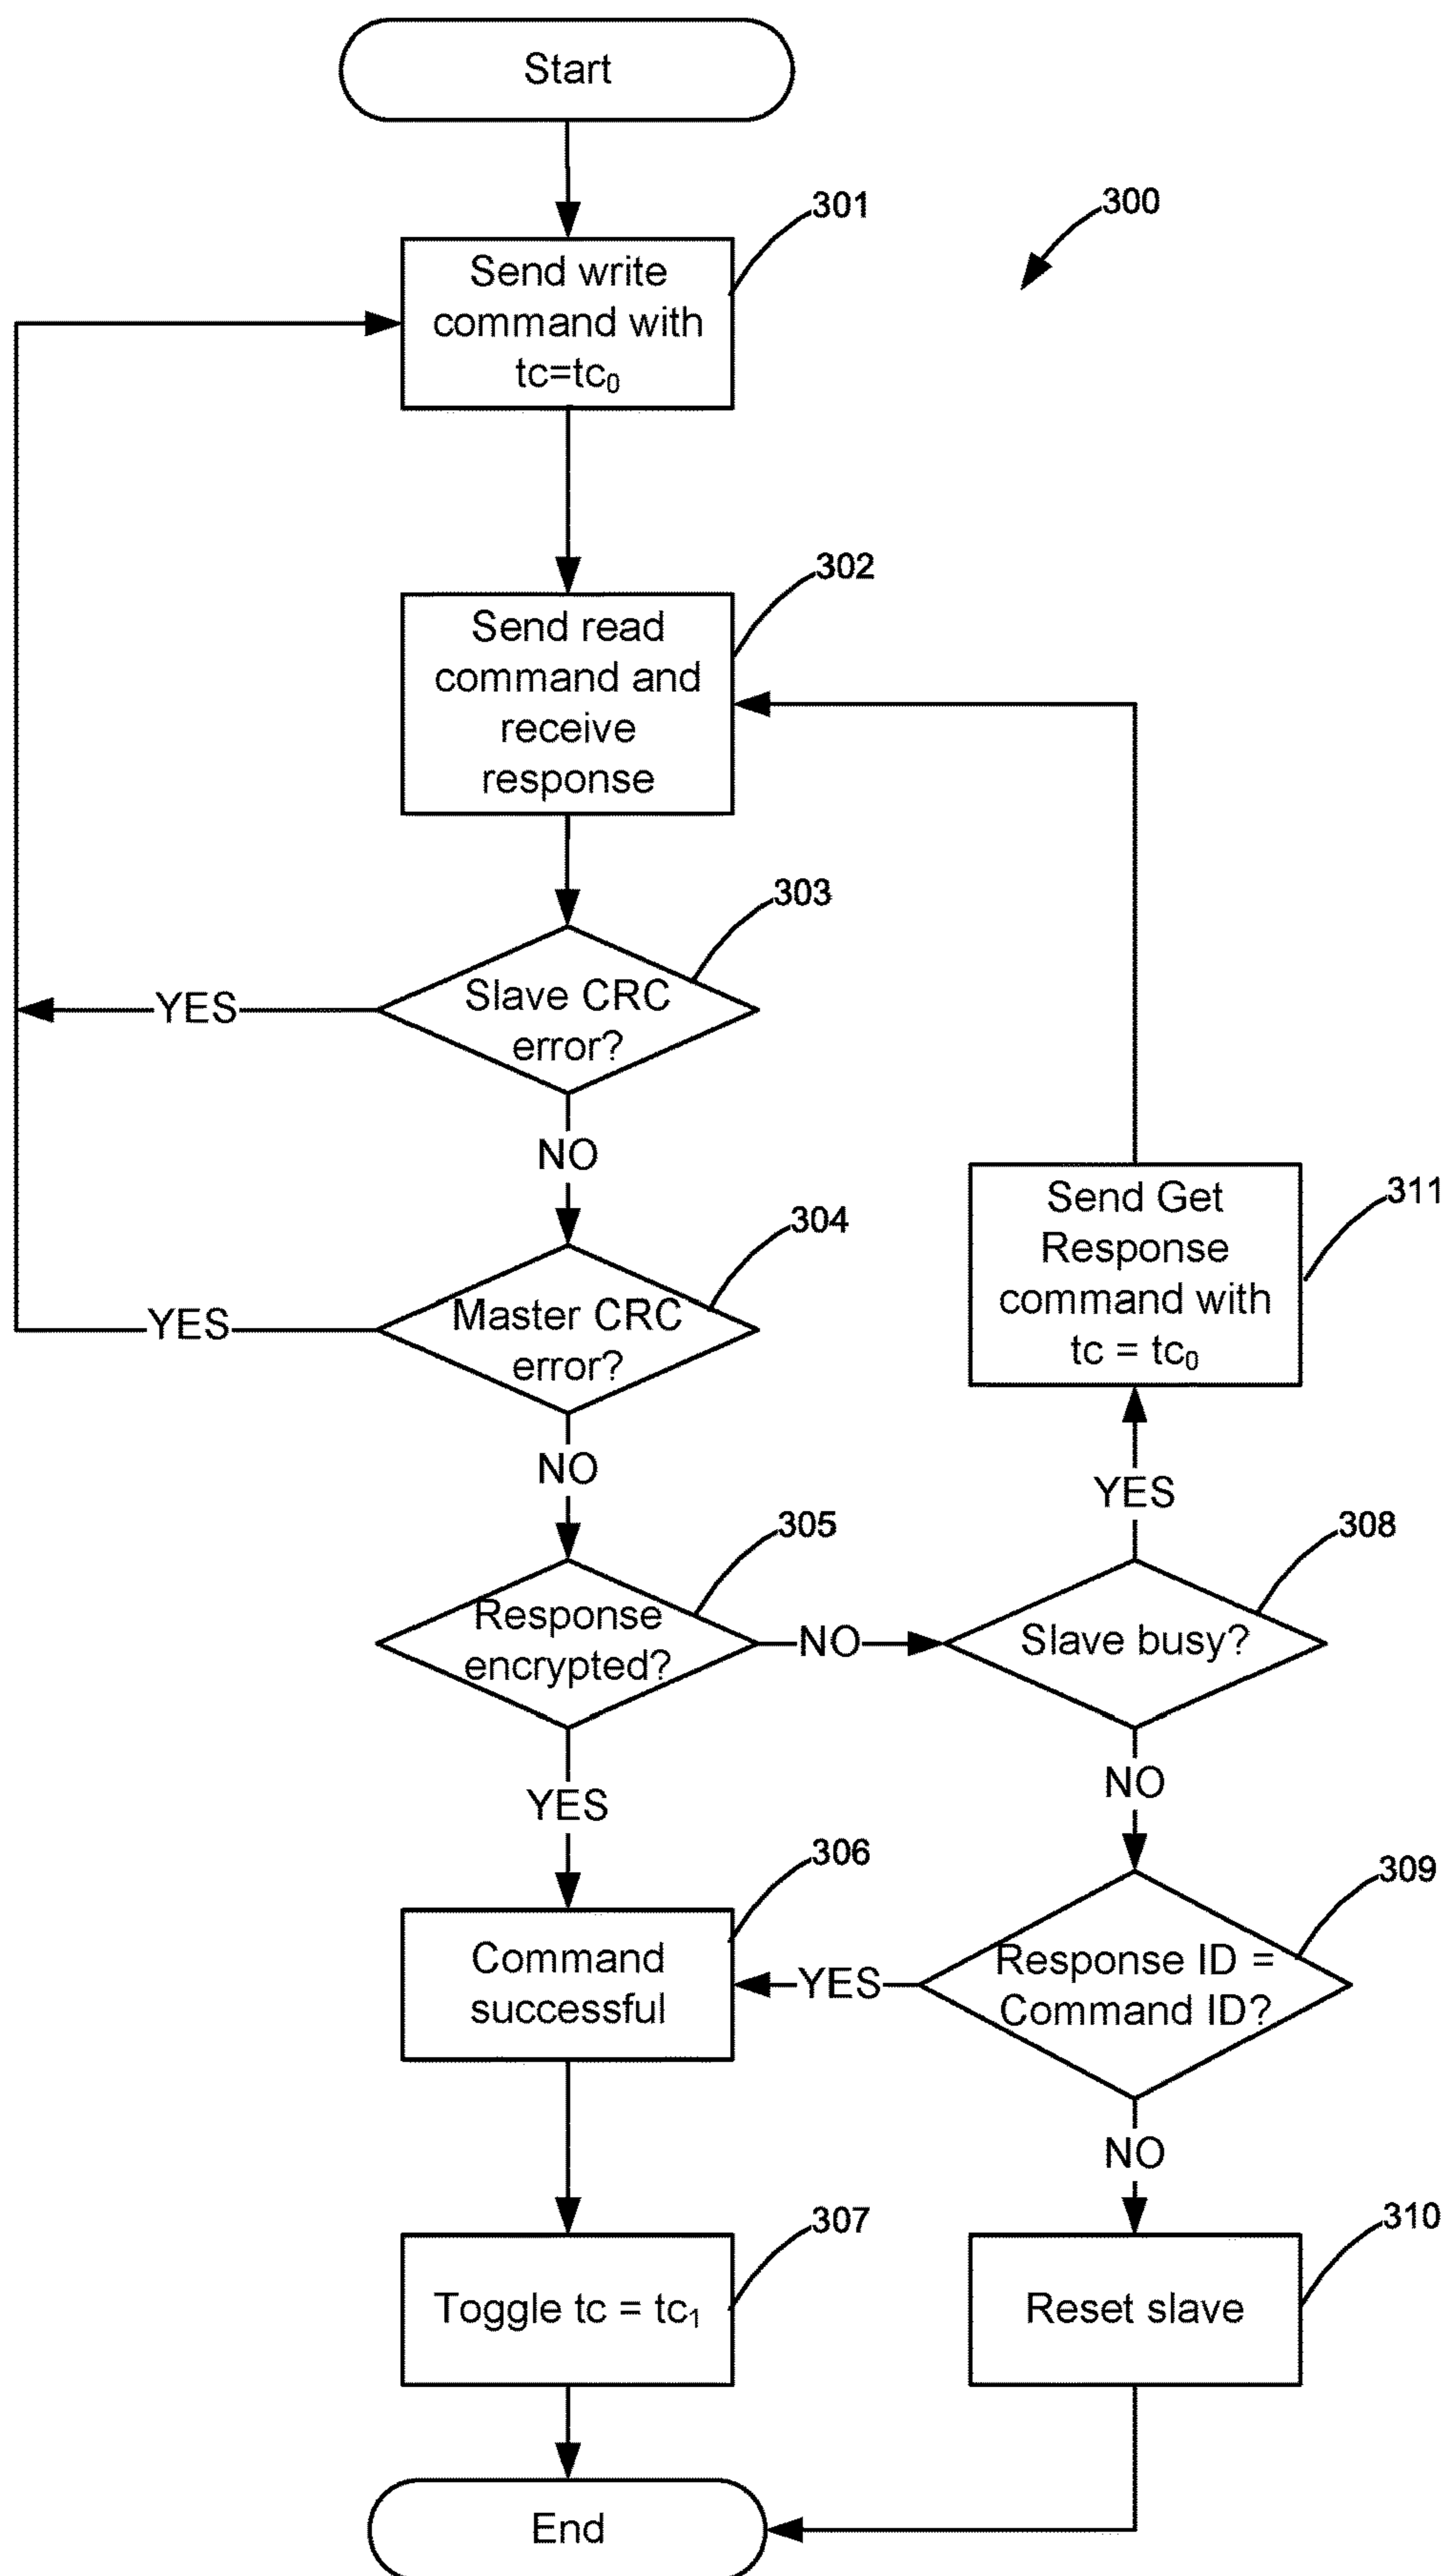 Start
301
300
Send write
command with
tc=tc₀
302
Send read
command and
receive
response
303
Slave CRC
error?
YES
NO
304
Master CRC
error?
YES
NO
311
Send Get
Response
command with
tc = tc₀
YES
305
Response
encrypted?
NO
308
Slave busy?
YES
NO
306
Command
successful
YES
309
Response ID =
Command ID?
NO
307
Toggle tc = tc₁
310
Reset slave
End